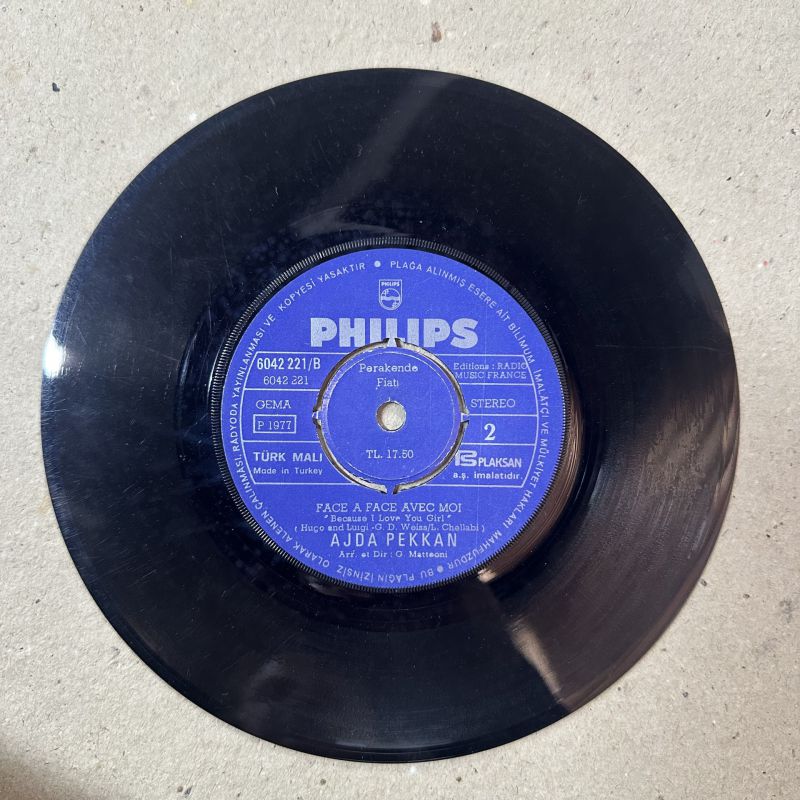 PLAĞA ALINMIŞ ESERE AİT BİLÛMUM İMALATÇI VE MÜLKİYET HAKLARI MAHFUZDUR • BU PLAĞIN İZİNSİZ OLARAK ALENEN ÇALINMASI, RADYODA YAYINLANMASI VE KOPYESİ YASAKTIR •
PHILIPS
PHILIPS
6042 221/B
6042 221
Perakende
Fiatı
Editions : RADIO
MUSIC FRANCE
GEMA
STEREO
P 1977
2
TÜRK MALI
Made in Turkey
TL. 17.50
PLAKSAN
a.ş. imalatıdır.
FACE A FACE AVEC MOI
"Because I Love You Girl"
( Hugo and Luigi - G. D. Weiss/L. Chellabi )
AJDA PEKKAN
Arr. et Dir : G. Matteoni